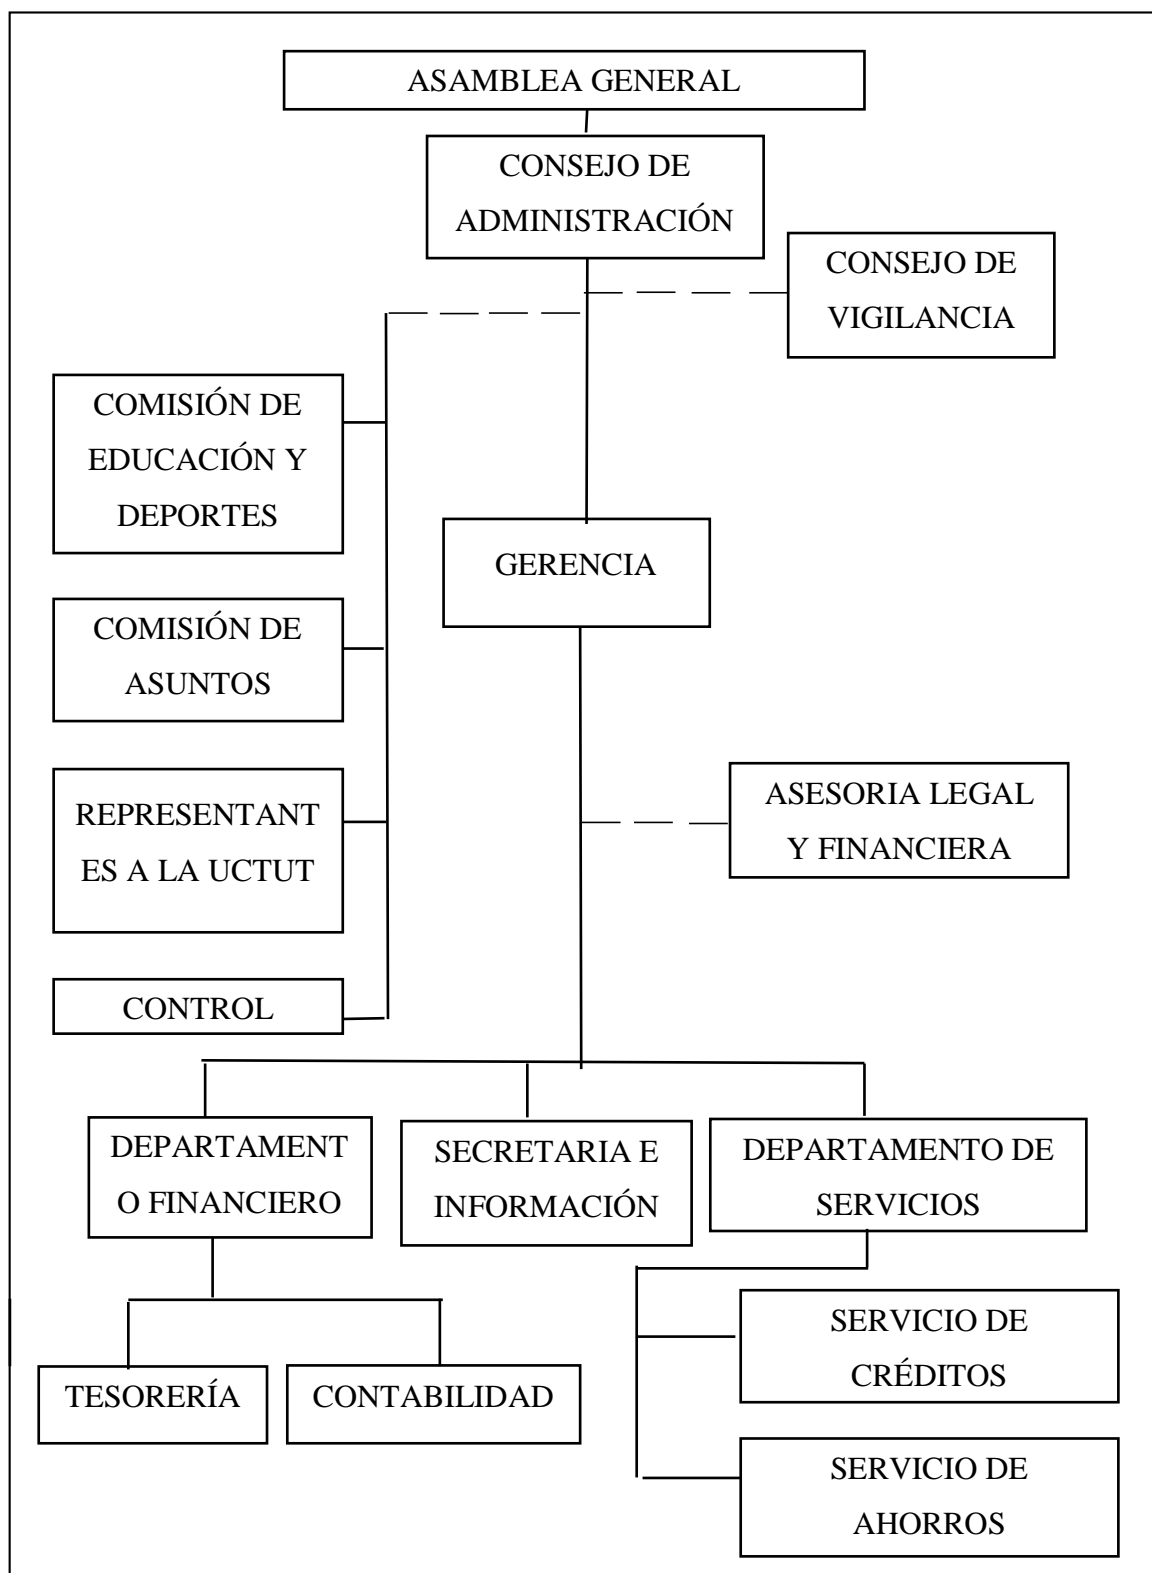 ASAMBLEA GENERAL
CONSEJO DE
ADMINISTRACIÓN
CONSEJO DE
VIGILANCIA
COMISIÓN DE
EDUCACIÓN Y
DEPORTES
GERENCIA
COMISIÓN DE
ASUNTOS
REPRESENTANT
ES A LA UCTUT
ASESORIA LEGAL
Y FINANCIERA
CONTROL
DEPARTAMENT
O FINANCIERO
SECRETARIA E
INFORMACIÓN
DEPARTAMENTO DE
SERVICIOS
TESORERÍA
CONTABILIDAD
SERVICIO DE
CRÉDITOS
SERVICIO DE
AHORROS